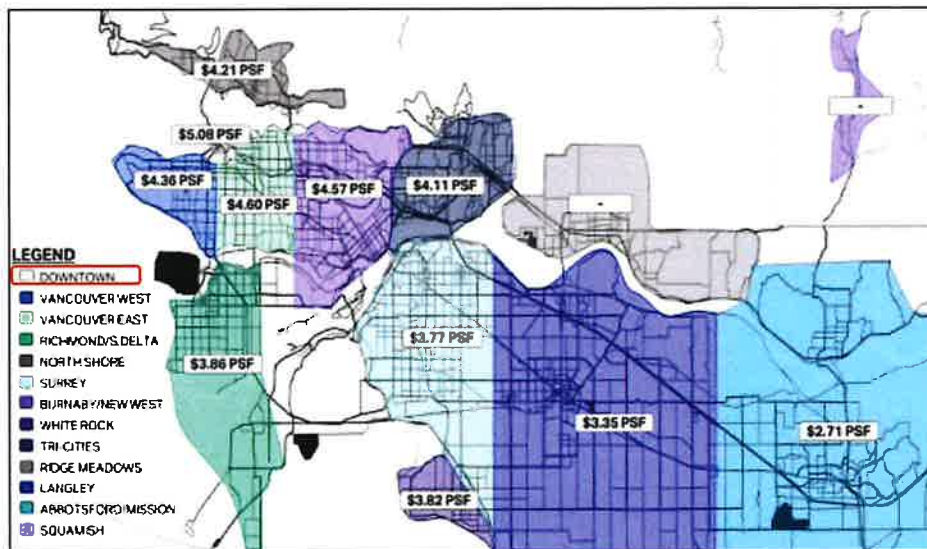 $4.21 PSF
$5.08 PSF
$4.36 PSF
$4.60 PSF
$4.57 PSF
$4.11 PSF
-
-
LEGEND
DOWNTOWN
VANCOUVER WEST
VANCOUVER EAST
RICHMOND/S.DELTA
NORTH SHORE
SURREY
BURNABY/NEW WEST
WHITE ROCK
TRI-CITIES
RIDGE MEADOWS
LANGLEY
ABBOTSFORD/MISSION
SQUAMISH
$3.86 PSF
$3.77 PSF
$3.82 PSF
$3.35 PSF
$2.71 PSF